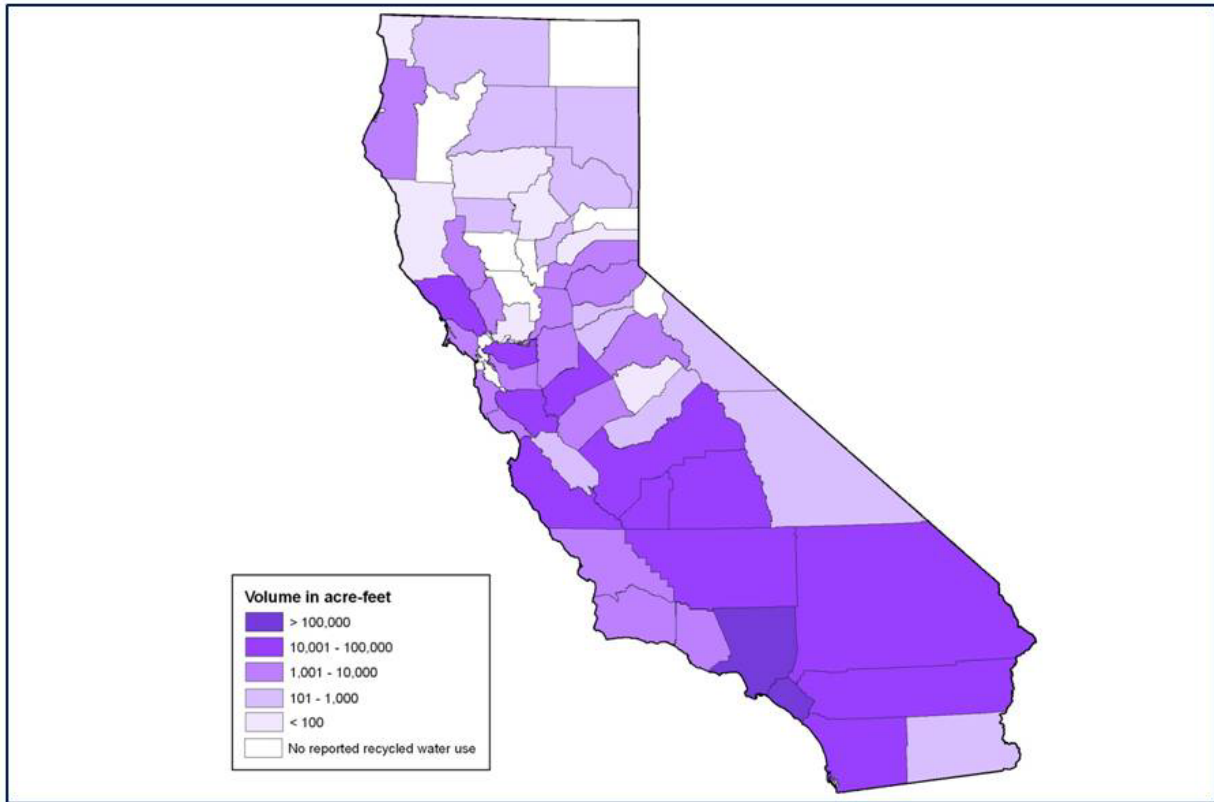 Volume in acre-feet
> 100,000
10,001 - 100,000
1,001 - 10,000
101 - 1,000
< 100
No reported recycled water use